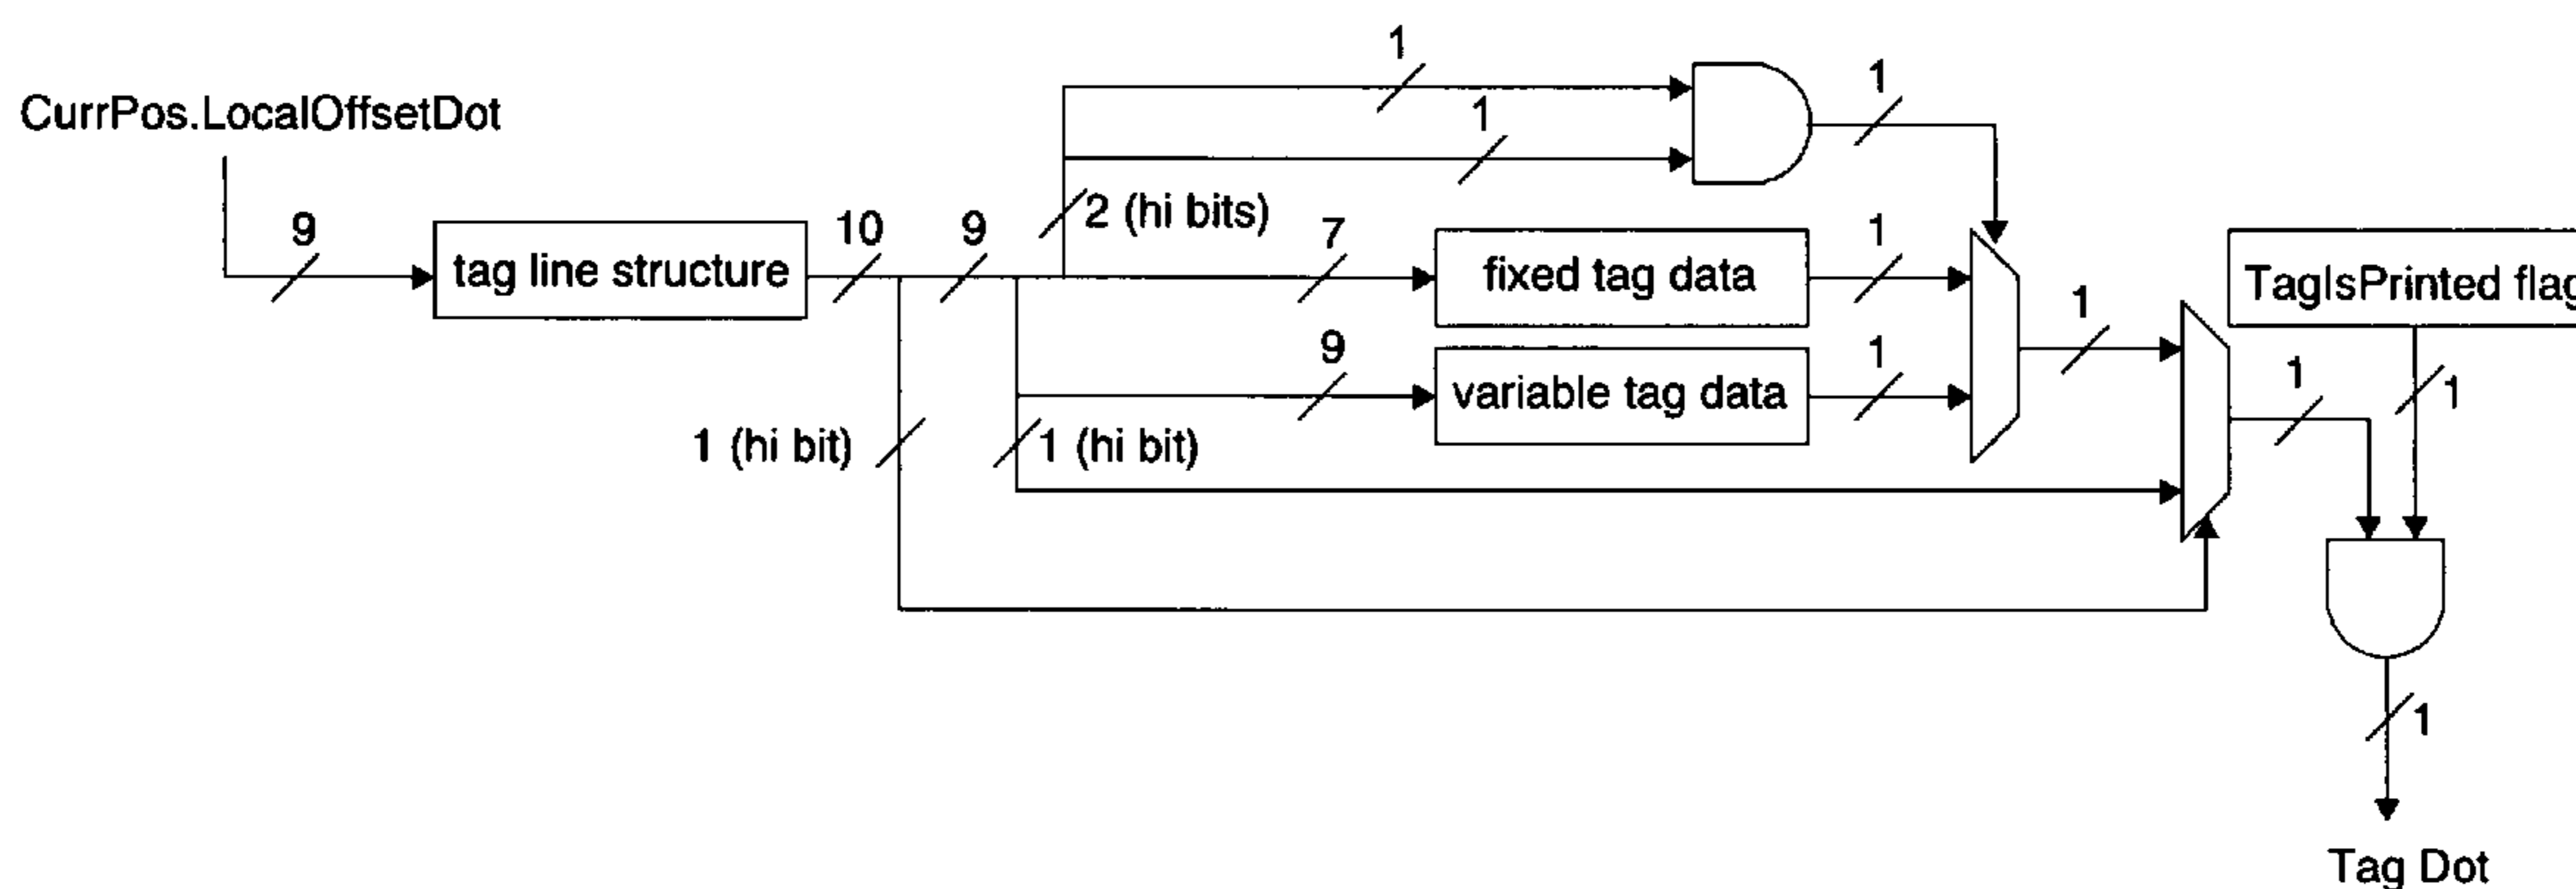 1
1
CurrPos.LocalOffsetDot
1
2 (hi bits)
9
tag line structure
10
9
7
fixed tag data
1
TagIsPrinted flag
1
9
variable tag data
1
1
1
1 (hi bit)
1 (hi bit)
1
Tag Dot